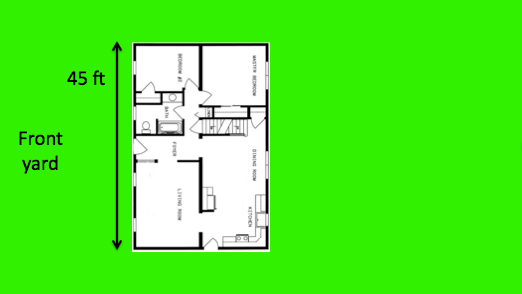 45 ft
Front
yard
BEDROOM #2
MASTER BEDROOM
BATH
FOYER
DINING ROOM
LIVING ROOM
KITCHEN